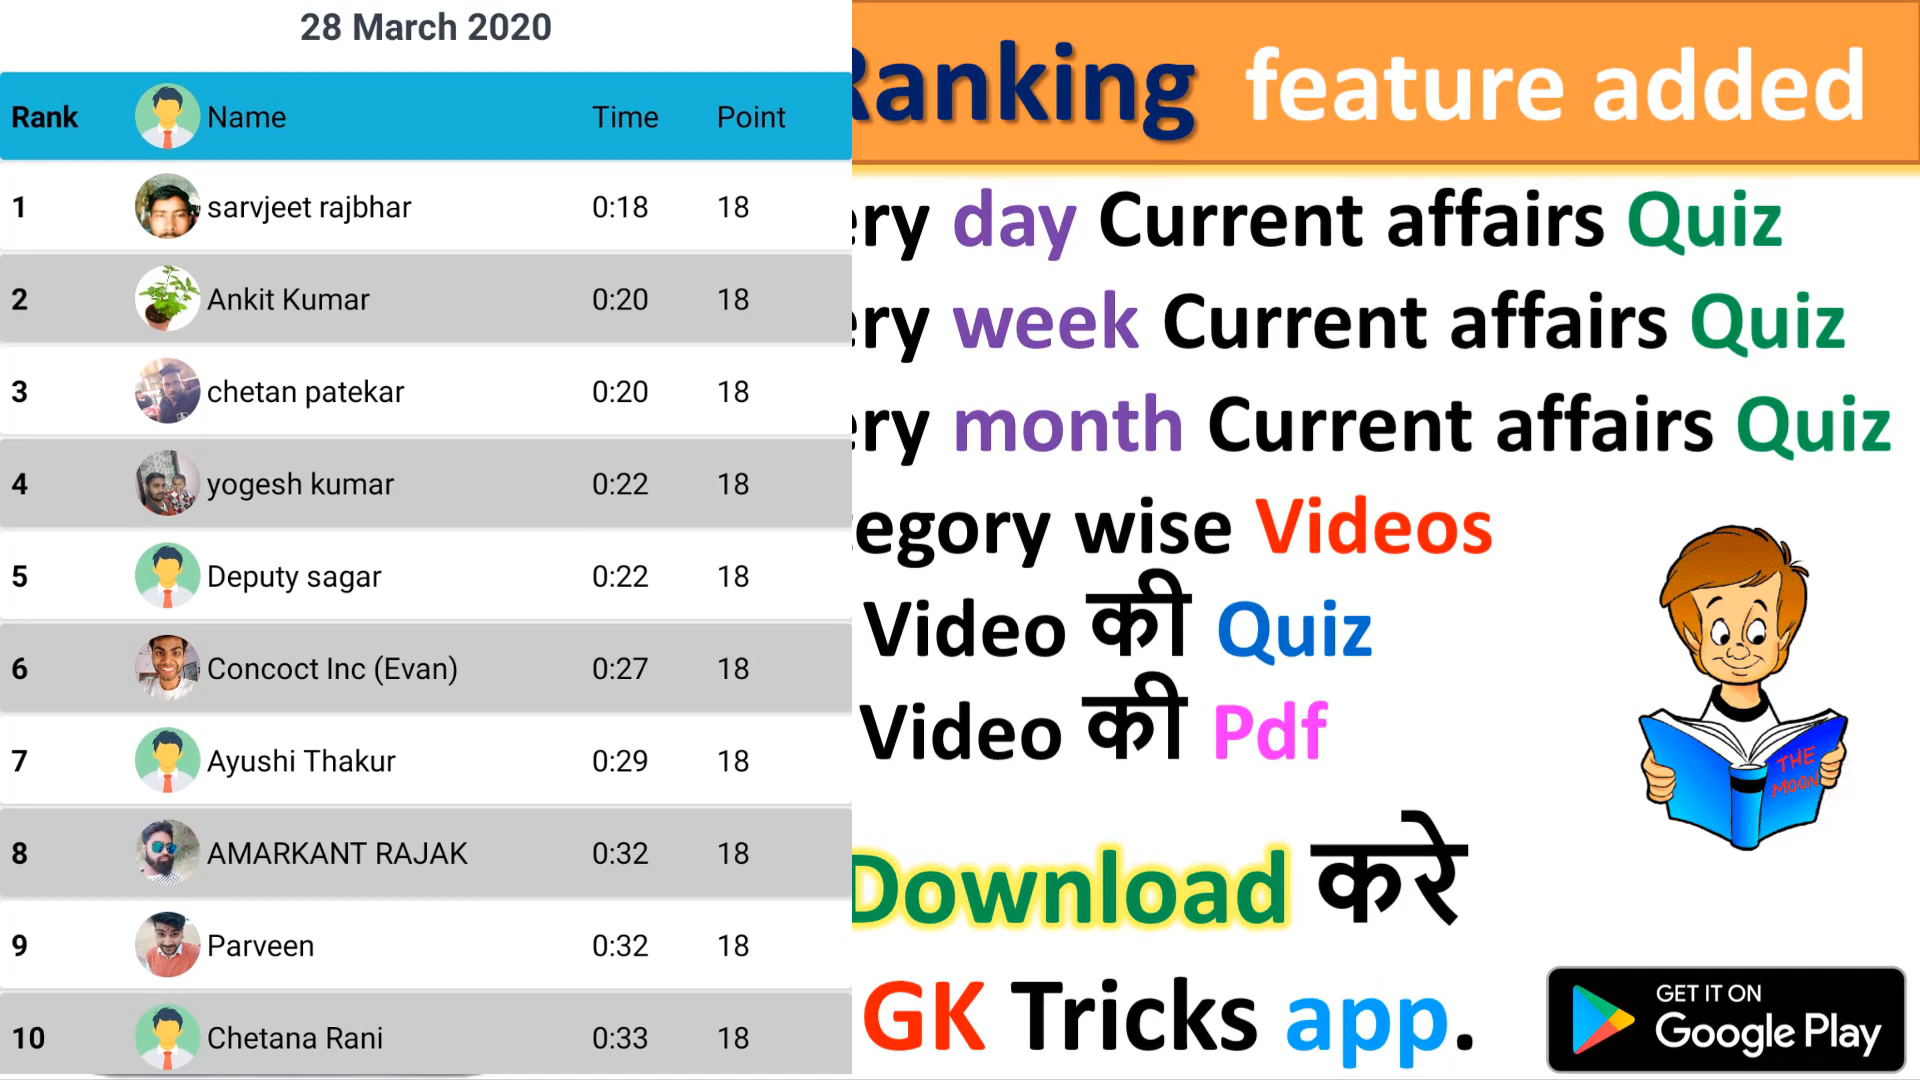 28 March 2020
Rank Name Time Point
1 sarvjeet rajbhar 0:18 18
2 Ankit Kumar 0:20 18
3 chetan patekar 0:20 18
4 yogesh kumar 0:22 18
5 Deputy sagar 0:22 18
6 Concoct Inc (Evan) 0:27 18
7 Ayushi Thakur 0:29 18
8 AMARKANT RAJAK 0:32 18
9 Parveen 0:32 18
10 Chetana Rani 0:33 18
Ranking feature added
ery day Current affairs Quiz
ery week Current affairs Quiz
ery month Current affairs Quiz
egory wise Videos
Video की Quiz
Video की Pdf
THE
MOON
Download करे
GK Tricks app.
GET IT ON
Google Play